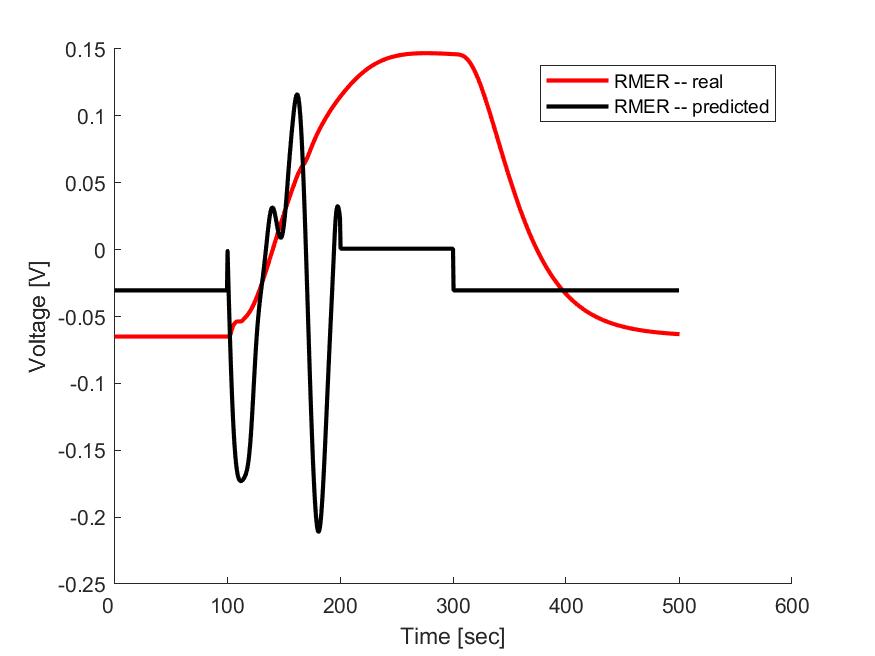 0.15
RMER -- real
RMER -- predicted
0.1
0.05
0
-0.05
-0.1
-0.15
-0.2
-0.25
Voltage [V]
0 100 200 300 400 500 600
Time [sec]